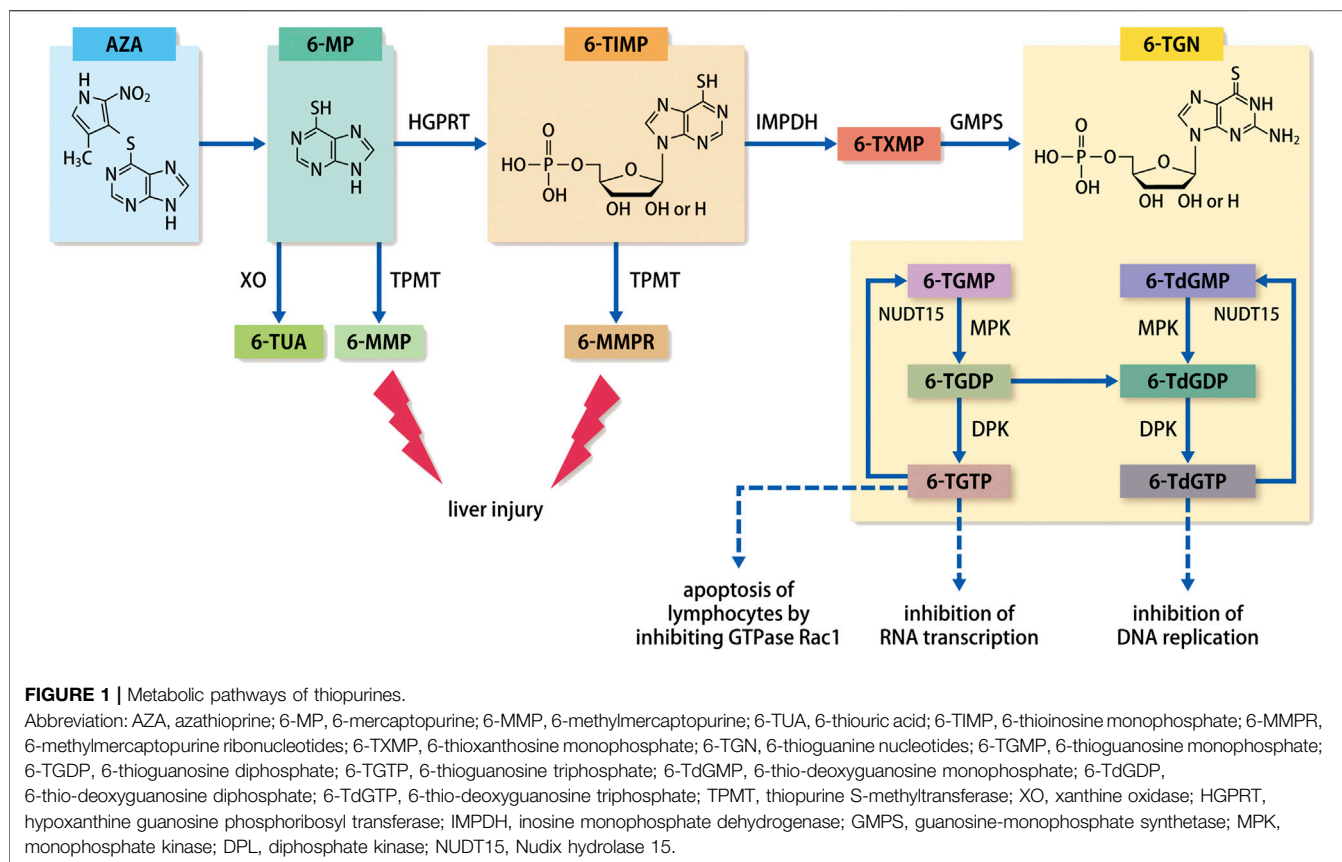 AZA
6-MP
6-TIMP
6-TGN
H
N
NO₂
H₃C
S
N
N
N
N
H
SH
N
N
N
N
H
HGPRT
SH
N
N
N
N
O
HO
P
O
OH
O
OH
OH or H
IMPDH
6-TXMP
GMPS
S
N
NH
N
N
NH₂
O
HO
P
O
OH
O
OH
OH or H
XO
TPMT
TPMT
6-TUA
6-MMP
6-MMPR
liver injury
6-TGMP
6-TdGMP
NUDT15
MPK
MPK
NUDT15
6-TGDP
6-TdGDP
DPK
DPK
6-TGTP
6-TdGTP
apoptosis of
lymphocytes by
inhibiting GTPase Rac1
inhibition of
RNA transcription
inhibition of
DNA replication
FIGURE 1 | Metabolic pathways of thiopurines.
Abbreviation: AZA, azathioprine; 6-MP, 6-mercaptopurine; 6-MMP, 6-methylmercaptopurine; 6-TUA, 6-thiouric acid; 6-TIMP, 6-thioinosine monophosphate; 6-MMPR,
6-methylmercaptopurine ribonucleotides; 6-TXMP, 6-thioxanthosine monophosphate; 6-TGN, 6-thioguanine nucleotides; 6-TGMP, 6-thioguanosine monophosphate;
6-TGDP, 6-thioguanosine diphosphate; 6-TGTP, 6-thioguanosine triphosphate; 6-TdGMP, 6-thio-deoxyguanosine monophosphate; 6-TdGDP,
6-thio-deoxyguanosine diphosphate; 6-TdGTP, 6-thio-deoxyguanosine triphosphate; TPMT, thiopurine S-methyltransferase; XO, xanthine oxidase; HGPRT,
hypoxanthine guanosine phosphoribosyl transferase; IMPDH, inosine monophosphate dehydrogenase; GMPS, guanosine-monophosphate synthetase; MPK,
monophosphate kinase; DPL, diphosphate kinase; NUDT15, Nudix hydrolase 15.